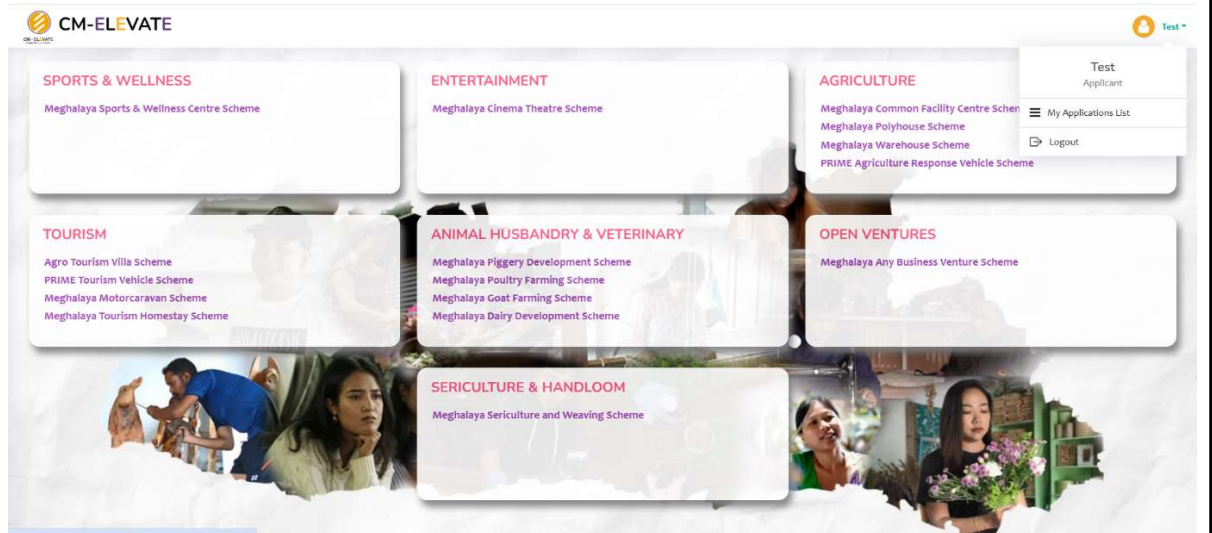 CM-ELEVATE
CM-ELEVATE
Test
SPORTS & WELLNESS
Meghalaya Sports & Wellness Centre Scheme
ENTERTAINMENT
Meghalaya Cinema Theatre Scheme
AGRICULTURE
Meghalaya Common Facility Centre Schem
Meghalaya Polyhouse Scheme
Meghalaya Warehouse Scheme
PRIME Agriculture Response Vehicle Scheme
Test
Applicant
My Applications List
Logout
TOURISM
Agro Tourism Villa Scheme
PRIME Tourism Vehicle Scheme
Meghalaya Motorcaravan Scheme
Meghalaya Tourism Homestay Scheme
ANIMAL HUSBANDRY & VETERINARY
Meghalaya Piggery Development Scheme
Meghalaya Poultry Farming Scheme
Meghalaya Goat Farming Scheme
Meghalaya Dairy Development Scheme
OPEN VENTURES
Meghalaya Any Business Venture Scheme
SERICULTURE & HANDLOOM
Meghalaya Sericulture and Weaving Scheme